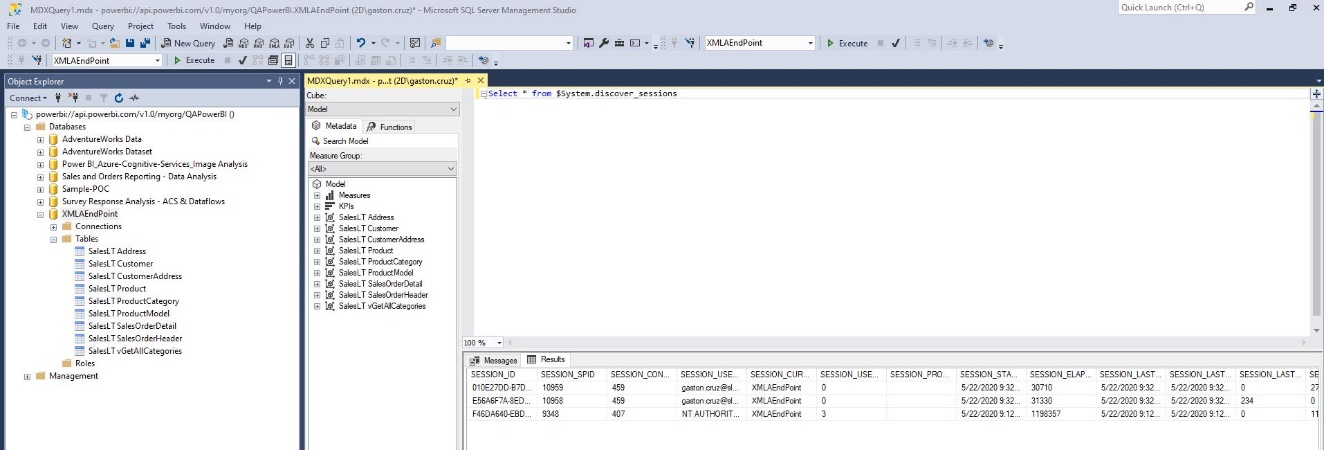 MDXQuery1.mdx - powerbi://api.powerbi.com/v1.0/myorg/QAPowerBI.XMLAEndPoint (2D\gaston.cruz)* - Microsoft SQL Server Management Studio
Quick Launch (Ctrl+Q)
File Edit View Query Project Tools Window Help
New Query
XMLAEndPoint
Execute
XMLAEndPoint
Execute
Object Explorer
Connect
powerbi://api.powerbi.com/v1.0/myorg/QAPowerBI ()
Databases
AdventureWorks Data
AdventureWorks Dataset
Power BI_Azure-Cognitive-Services_Image Analysis
Sales and Orders Reporting - Data Analysis
Sample-POC
Survey Response Analysis - ACS & Dataflows
XMLAEndPoint
Connections
Tables
SalesLT Address
SalesLT Customer
SalesLT CustomerAddress
SalesLT Product
SalesLT ProductCategory
SalesLT ProductModel
SalesLT SalesOrderDetail
SalesLT SalesOrderHeader
SalesLT vGetAllCategories
Roles
Management
MDXQuery1.mdx - p...t (2D\gaston.cruz)*
Cube:
Model
Metadata Functions
Search Model
Measure Group:
<All>
Model
Measures
KPIs
SalesLT Address
SalesLT Customer
SalesLT CustomerAddress
SalesLT Product
SalesLT ProductCategory
SalesLT ProductModel
SalesLT SalesOrderDetail
SalesLT SalesOrderHeader
SalesLT vGetAllCategories
Select * from $System.discover_sessions
100 %
Messages Results
SESSION_ID SESSION_SPID SESSION_CON... SESSION_USE... SESSION_CUR... SESSION_USE... SESSION_PRO... SESSION_STA... SESSION_ELAP... SESSION_LAST... SESSION_LAST... SESSION_LAST... SE
010E27DD-B7D... 10959 459 gaston.cruz@sl... XMLAEndPoint 0 5/22/2020 9:32... 30710 5/22/2020 9:32... 5/22/2020 9:32... 0 27
E56A6F7A-8ED... 10958 459 gaston.cruz@sl... XMLAEndPoint 0 5/22/2020 9:32... 31330 5/22/2020 9:32... 5/22/2020 9:32... 234 0
F46DA640-EBD... 9348 407 NT AUTHORIT... XMLAEndPoint 3 5/22/2020 9:12... 1198357 5/22/2020 9:12... 5/22/2020 9:12... 0 11